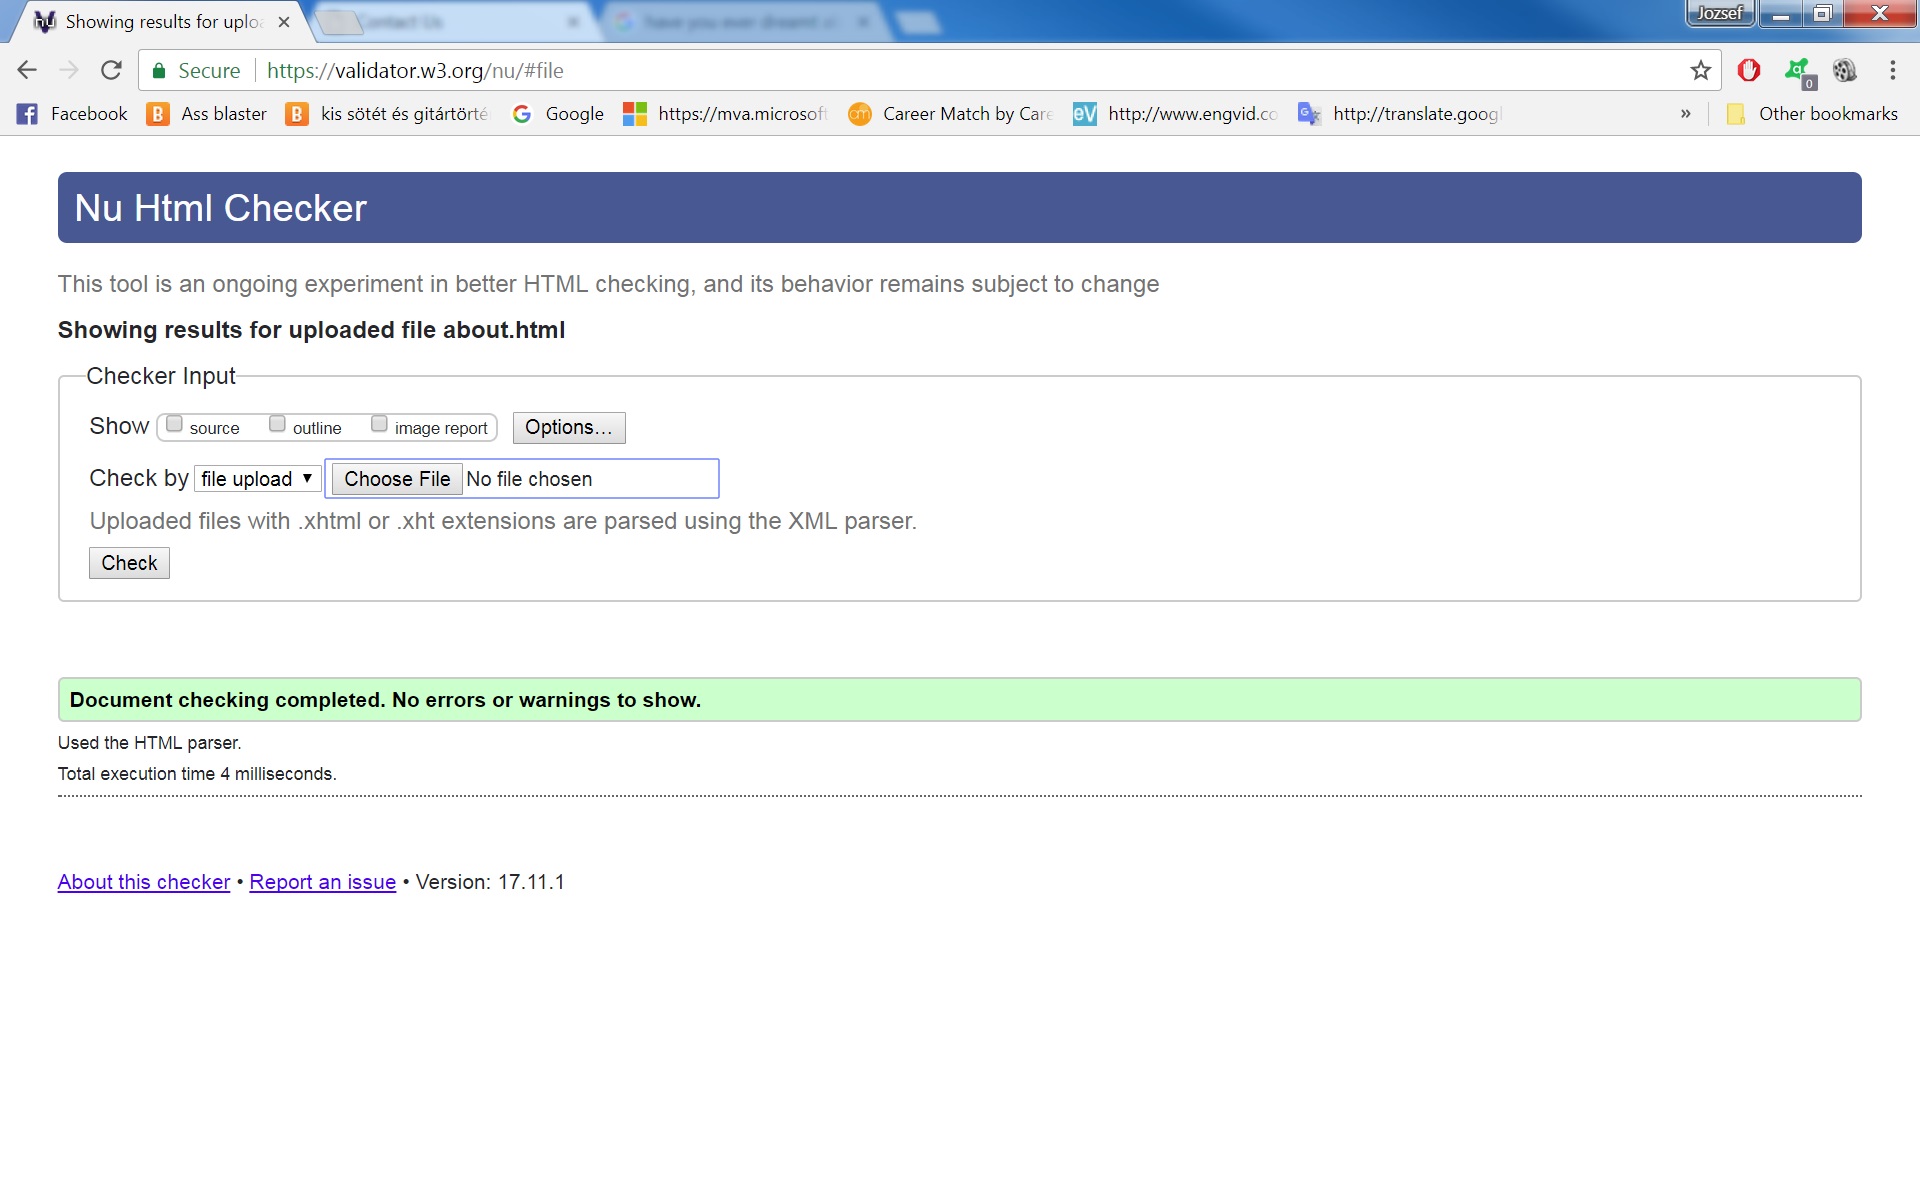 Showing results for uplo
Contact Us
have you ever dreamt
Jozsef
Secure https://validator.w3.org/nu/#file
0
Facebook Ass blaster kis sötét és gitártörté Google https://mva.microsoft Career Match by Care http://www.engvid.co http://translate.googl » Other bookmarks
Nu Html Checker
This tool is an ongoing experiment in better HTML checking, and its behavior remains subject to change
Showing results for uploaded file about.html
Checker Input
Show source outline image report Options...
Check by file upload Choose File No file chosen
Uploaded files with .xhtml or .xht extensions are parsed using the XML parser.
Check
Document checking completed. No errors or warnings to show.
Used the HTML parser.
Total execution time 4 milliseconds.
About this checker • Report an issue • Version: 17.11.1